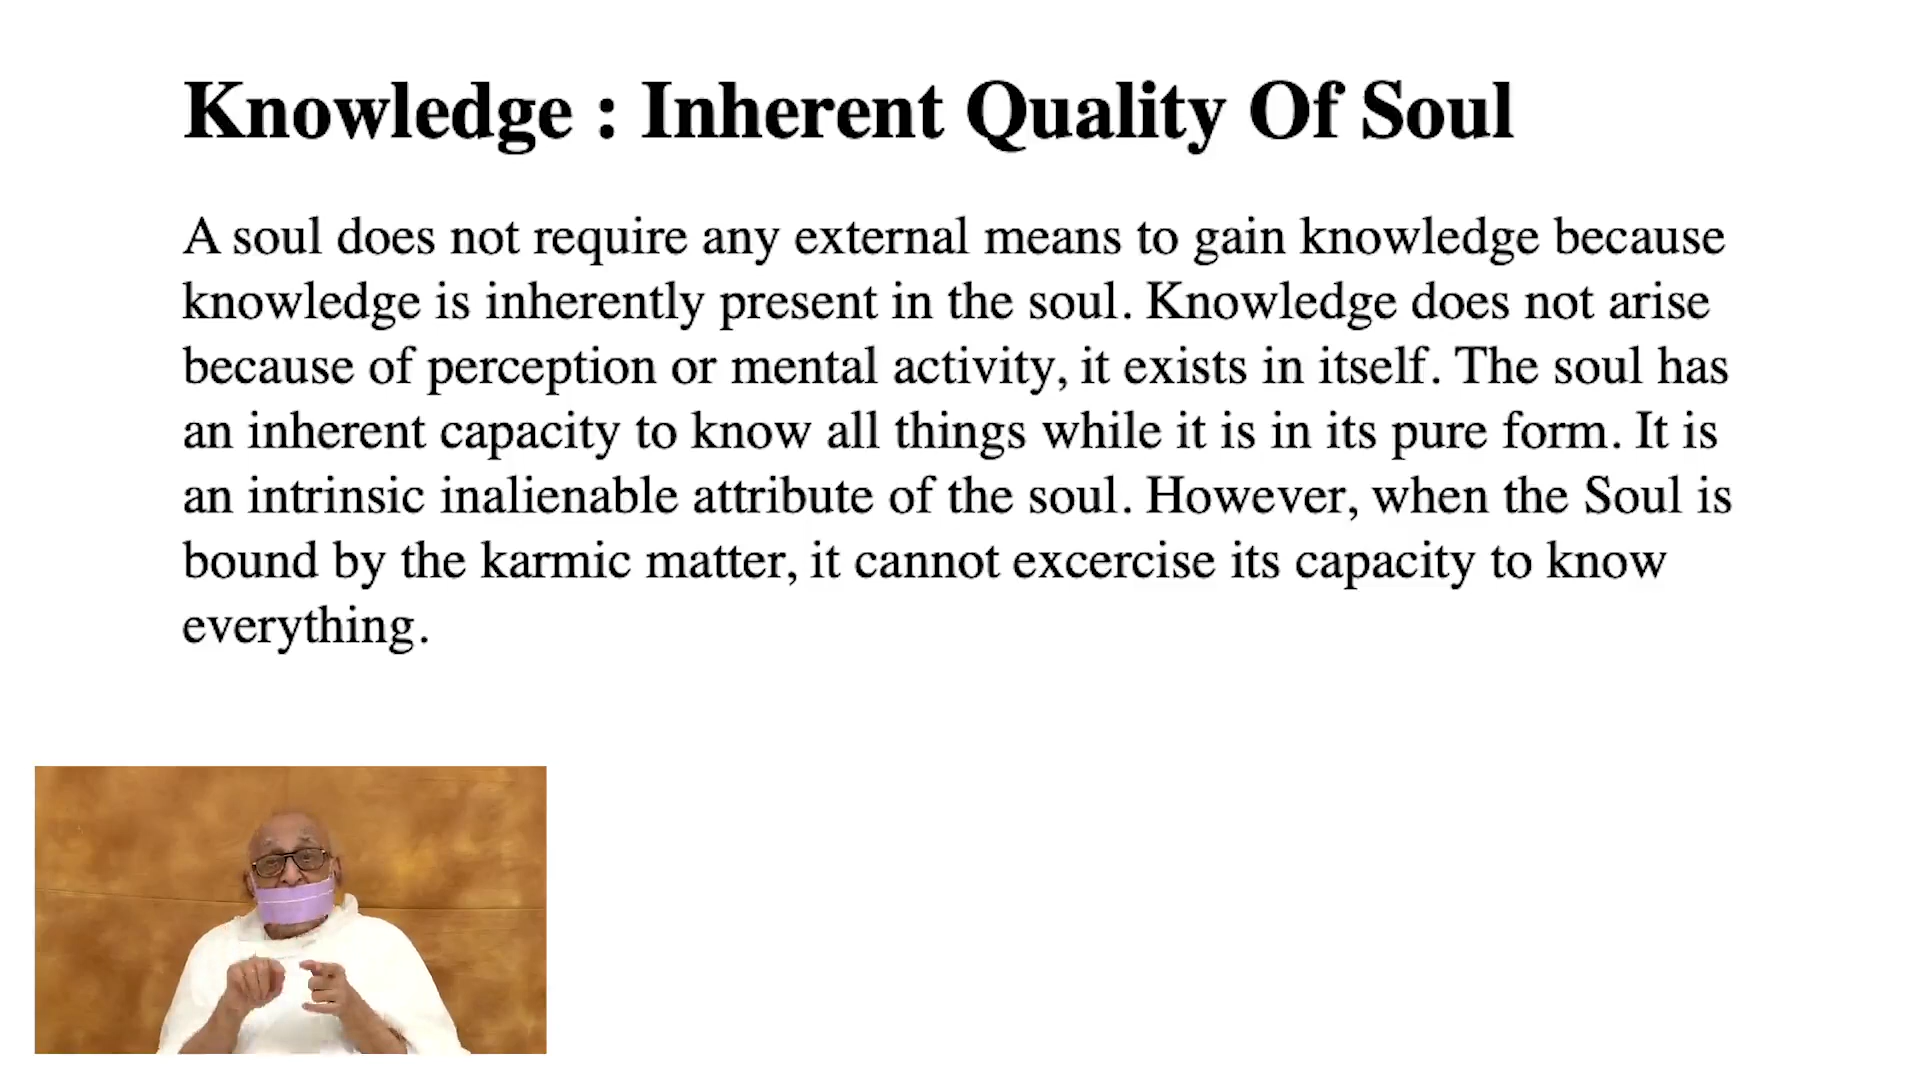 Knowledge : Inherent Quality Of Soul
A soul does not require any external means to gain knowledge because
knowledge is inherently present in the soul. Knowledge does not arise
because of perception or mental activity, it exists in itself. The soul has
an inherent capacity to know all things while it is in its pure form. It is
an intrinsic inalienable attribute of the soul. However, when the Soul is
bound by the karmic matter, it cannot excercise its capacity to know
everything.